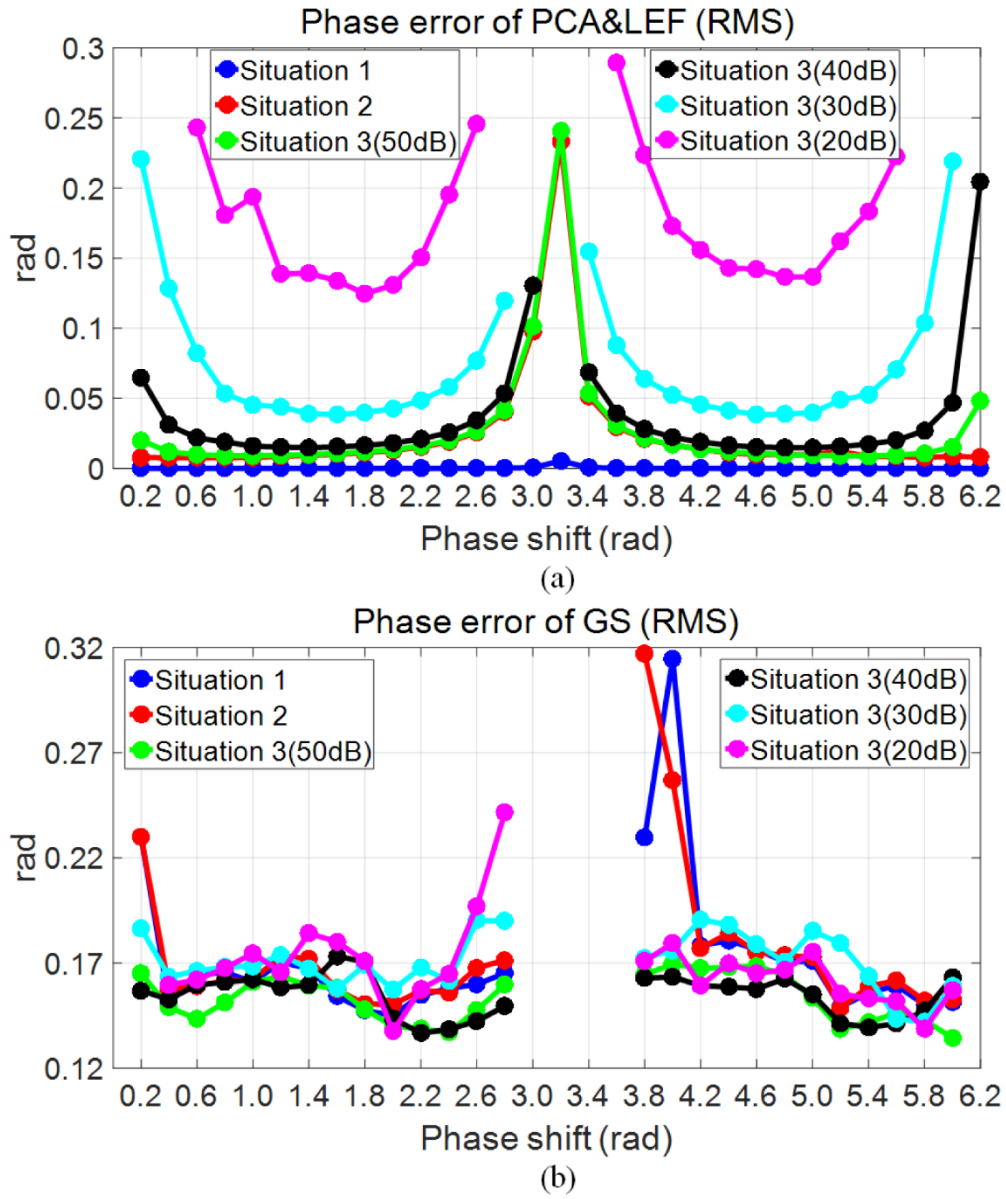 Phase error of PCA&LEF (RMS)
0.3
0.25
0.2
0.15
0.1
0.05
0
rad
Situation 1
Situation 2
Situation 3(50dB)
Situation 3(40dB)
Situation 3(30dB)
Situation 3(20dB)
0.2 0.6 1.0 1.4 1.8 2.2 2.6 3.0 3.4 3.8 4.2 4.6 5.0 5.4 5.8 6.2
Phase shift (rad)
(a)
Phase error of GS (RMS)
0.32
0.27
0.22
0.17
0.12
rad
Situation 1
Situation 2
Situation 3(50dB)
Situation 3(40dB)
Situation 3(30dB)
Situation 3(20dB)
0.2 0.6 1.0 1.4 1.8 2.2 2.6 3.0 3.4 3.8 4.2 4.6 5.0 5.4 5.8 6.2
Phase shift (rad)
(b)